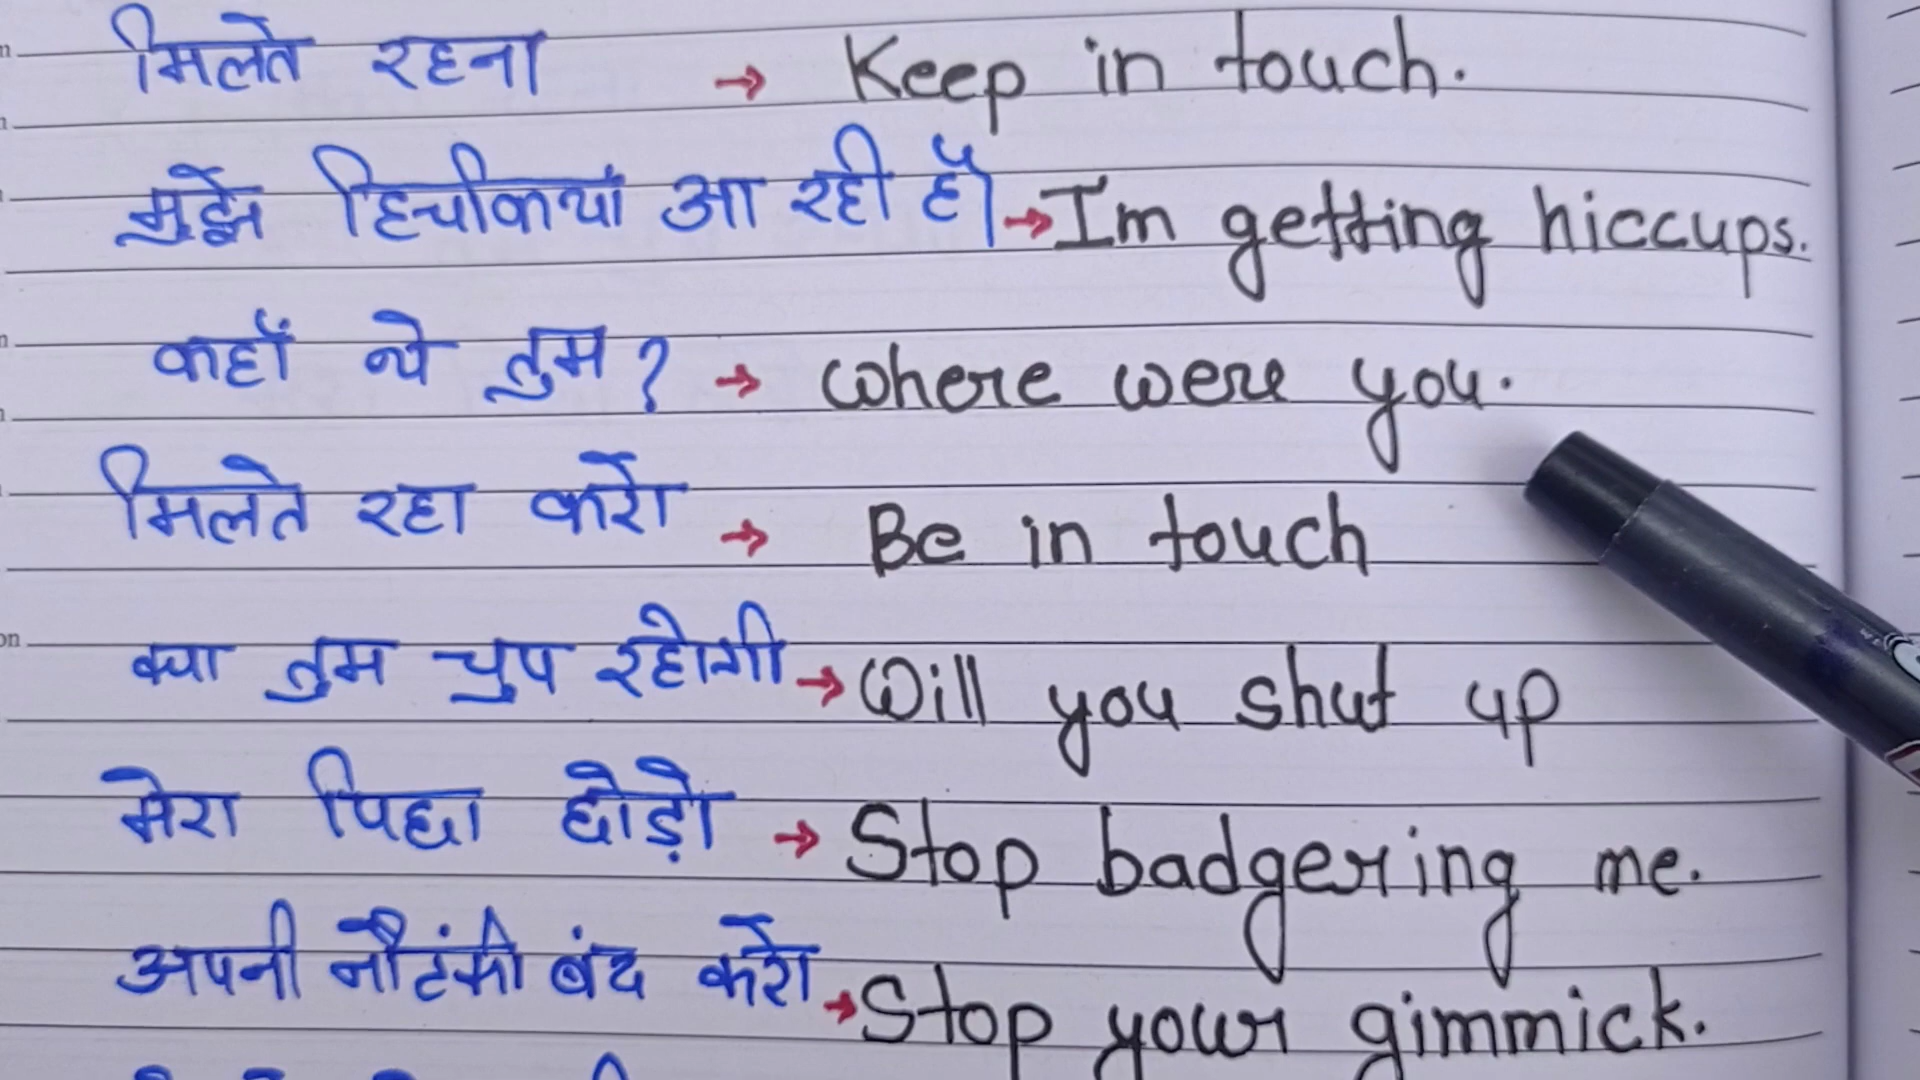 मिलते रहना → Keep in touch.
मुझे हिचकियां आ रही हैं। → Im getting hiccups.
कहाँ थे तुम? → Where were you.
मिलते रहा करो → Be in touch
क्या तुम चुप रहोगी → Will you shut up
मेरा पिछा छोड़ो → Stop badgering me.
अपनी नौटंकी बंद करो → Stop your gimmick.